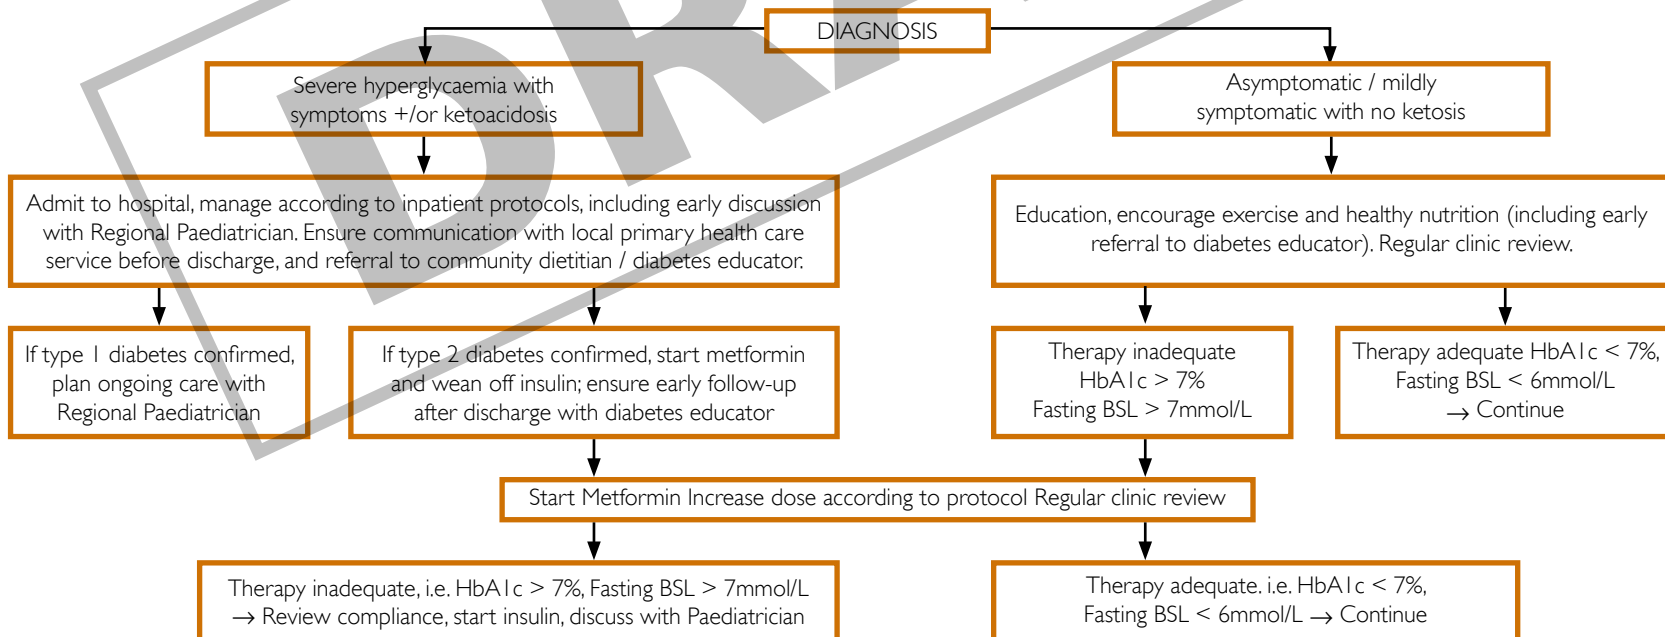 DIAGNOSIS
Severe hyperglycaemia with
symptoms +/or ketoacidosis
Asymptomatic / mildly
symptomatic with no ketosis
Admit to hospital, manage according to inpatient protocols, including early discussion
with Regional Paediatrician. Ensure communication with local primary health care
service before discharge, and referral to community dietitian / diabetes educator.
Education, encourage exercise and healthy nutrition (including early
referral to diabetes educator). Regular clinic review.
If type 1 diabetes confirmed,
plan ongoing care with
Regional Paediatrician
If type 2 diabetes confirmed, start metformin
and wean off insulin; ensure early follow-up
after discharge with diabetes educator
Therapy inadequate
HbA1c > 7%
Fasting BSL > 7mmol/L
Therapy adequate HbA1c < 7%,
Fasting BSL < 6mmol/L
→ Continue
Start Metformin Increase dose according to protocol Regular clinic review
Therapy inadequate, i.e. HbA1c > 7%, Fasting BSL > 7mmol/L
→ Review compliance, start insulin, discuss with Paediatrician
Therapy adequate. i.e. HbA1c < 7%,
Fasting BSL < 6mmol/L → Continue